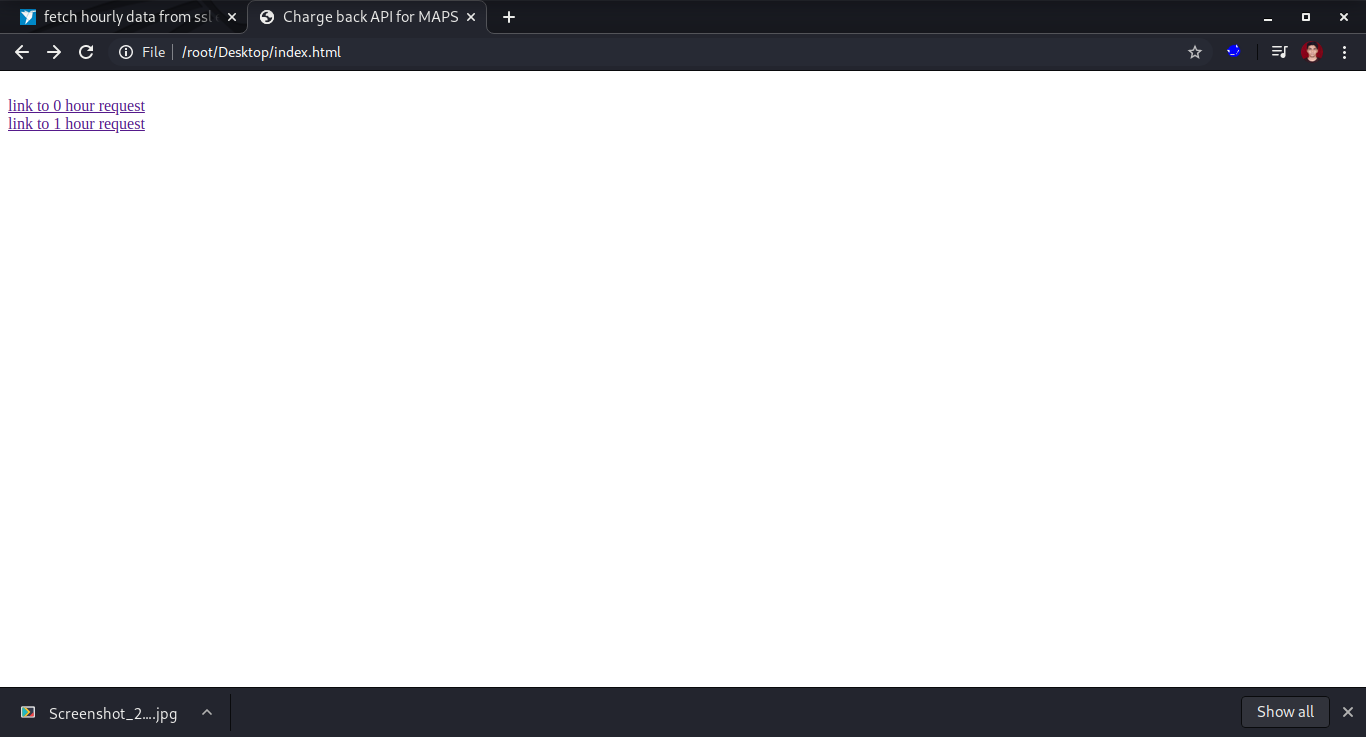 fetch hourly data from ssl
Charge back API for MAPS
File
/root/Desktop/index.html
link to 0 hour request
link to 1 hour request
Screenshot_2....jpg
Show all